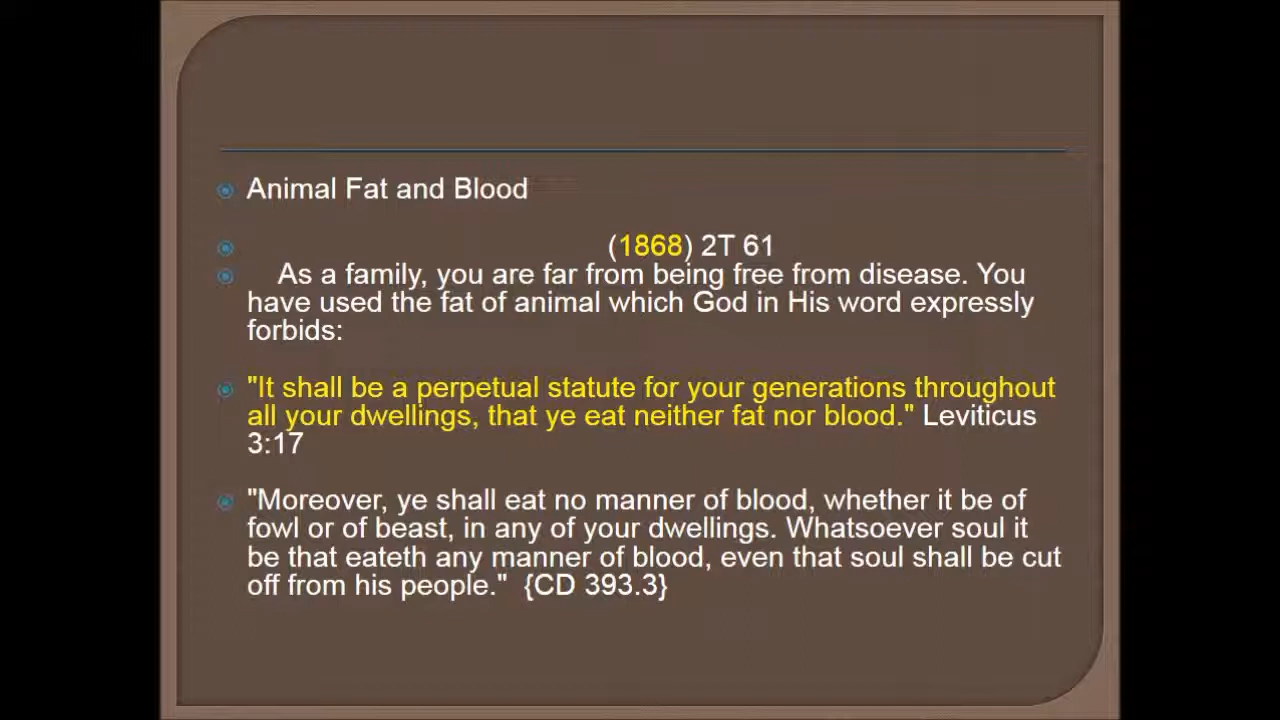 Animal Fat and Blood
(1868) 2T 61
As a family, you are far from being free from disease. You
have used the fat of animal which God in His word expressly
forbids:
"It shall be a perpetual statute for your generations throughout
all your dwellings, that ye eat neither fat nor blood." Leviticus
3:17
"Moreover, ye shall eat no manner of blood, whether it be of
fowl or of beast, in any of your dwellings. Whatsoever soul it
be that eateth any manner of blood, even that soul shall be cut
off from his people." {CD 393.3}